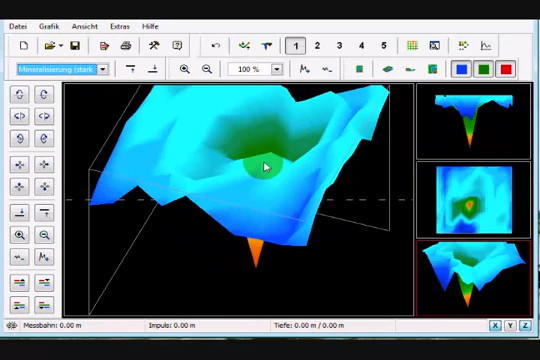 Datei Grafik Ansicht Extras Hilfe
1 2 3 4 5
Mineralisierung (stark 100 %
Messbahn: 0.00 m Impuls: 0.00 m Tiefe: 0.00 m / 0.00 m X Y Z